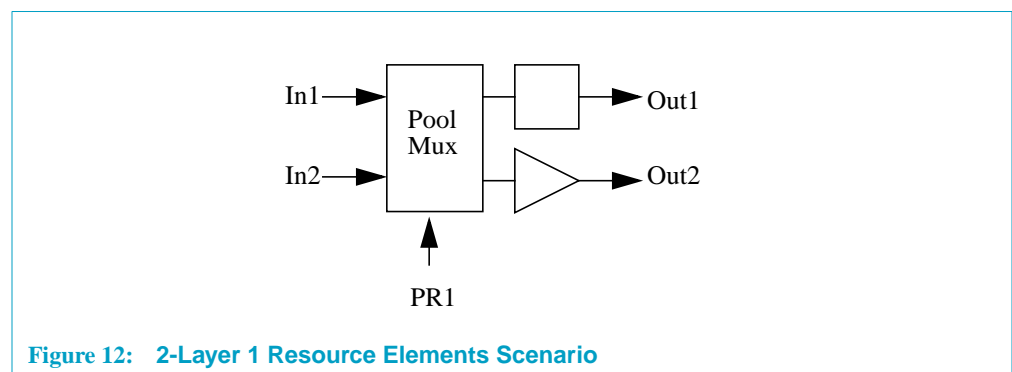 In1
Pool
Mux
Out1
In2
Out2
PR1
Figure 12: 2-Layer 1 Resource Elements Scenario